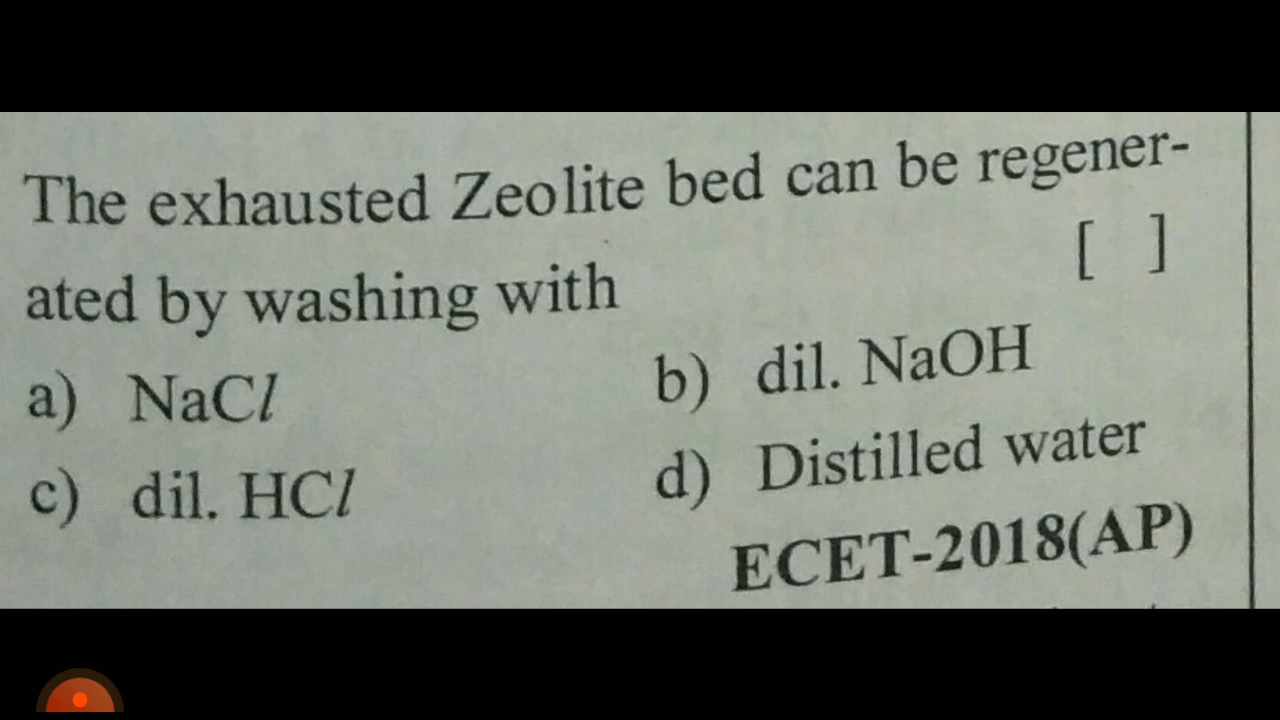 The exhausted Zeolite bed can be regener-
ated by washing with [ ]
a) NaCl b) dil. NaOH
c) dil. HCl d) Distilled water
ECET-2018(AP)